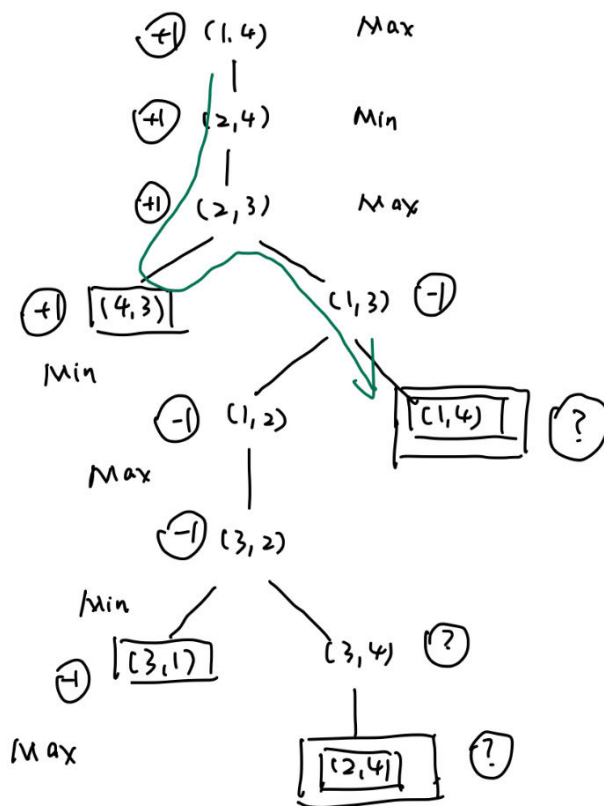 +1 (1,4) Max
+1 (2,4) Min
+1 (2,3) Max
+1 (4,3) (1,3) -1
Min
-1 (1,2) (1,4) ?
Max
-1 (3,2)
Min
-1 (3,1) (3,4) ?
Max (2,4) ?